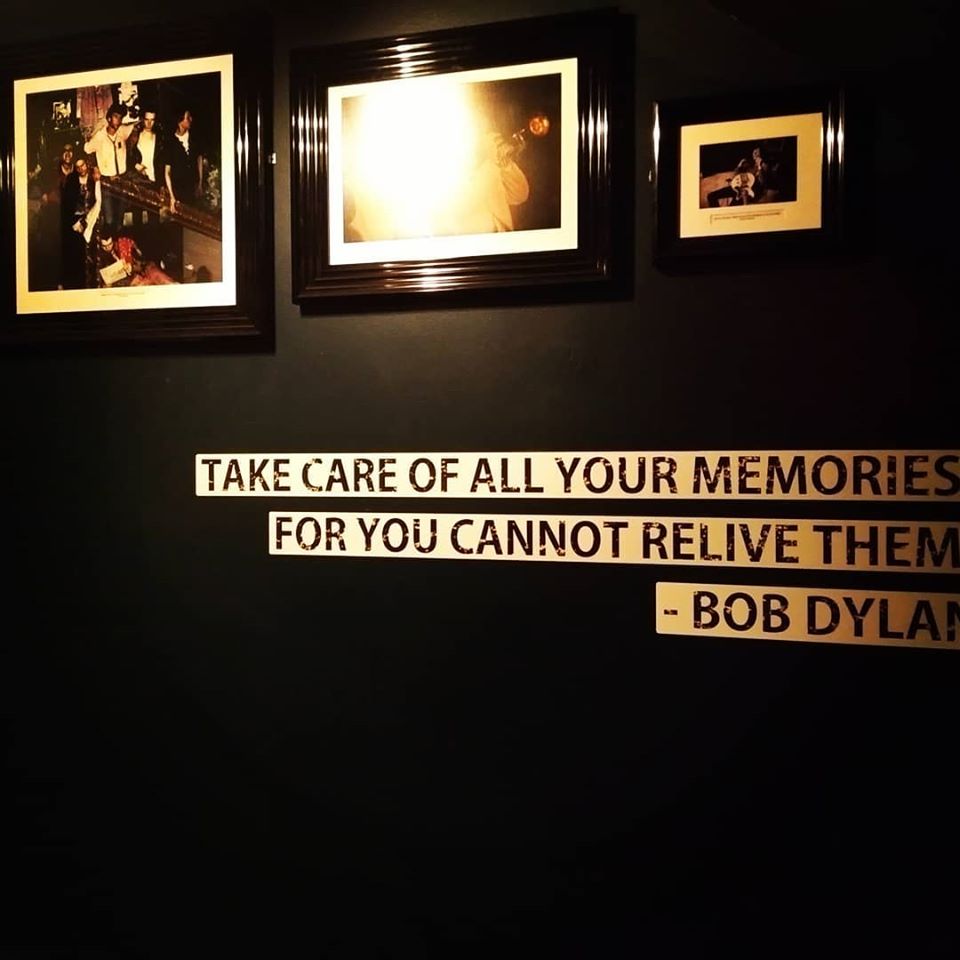 TAKE CARE OF ALL YOUR MEMORIES
FOR YOU CANNOT RELIVE THEM
- BOB DYLAN